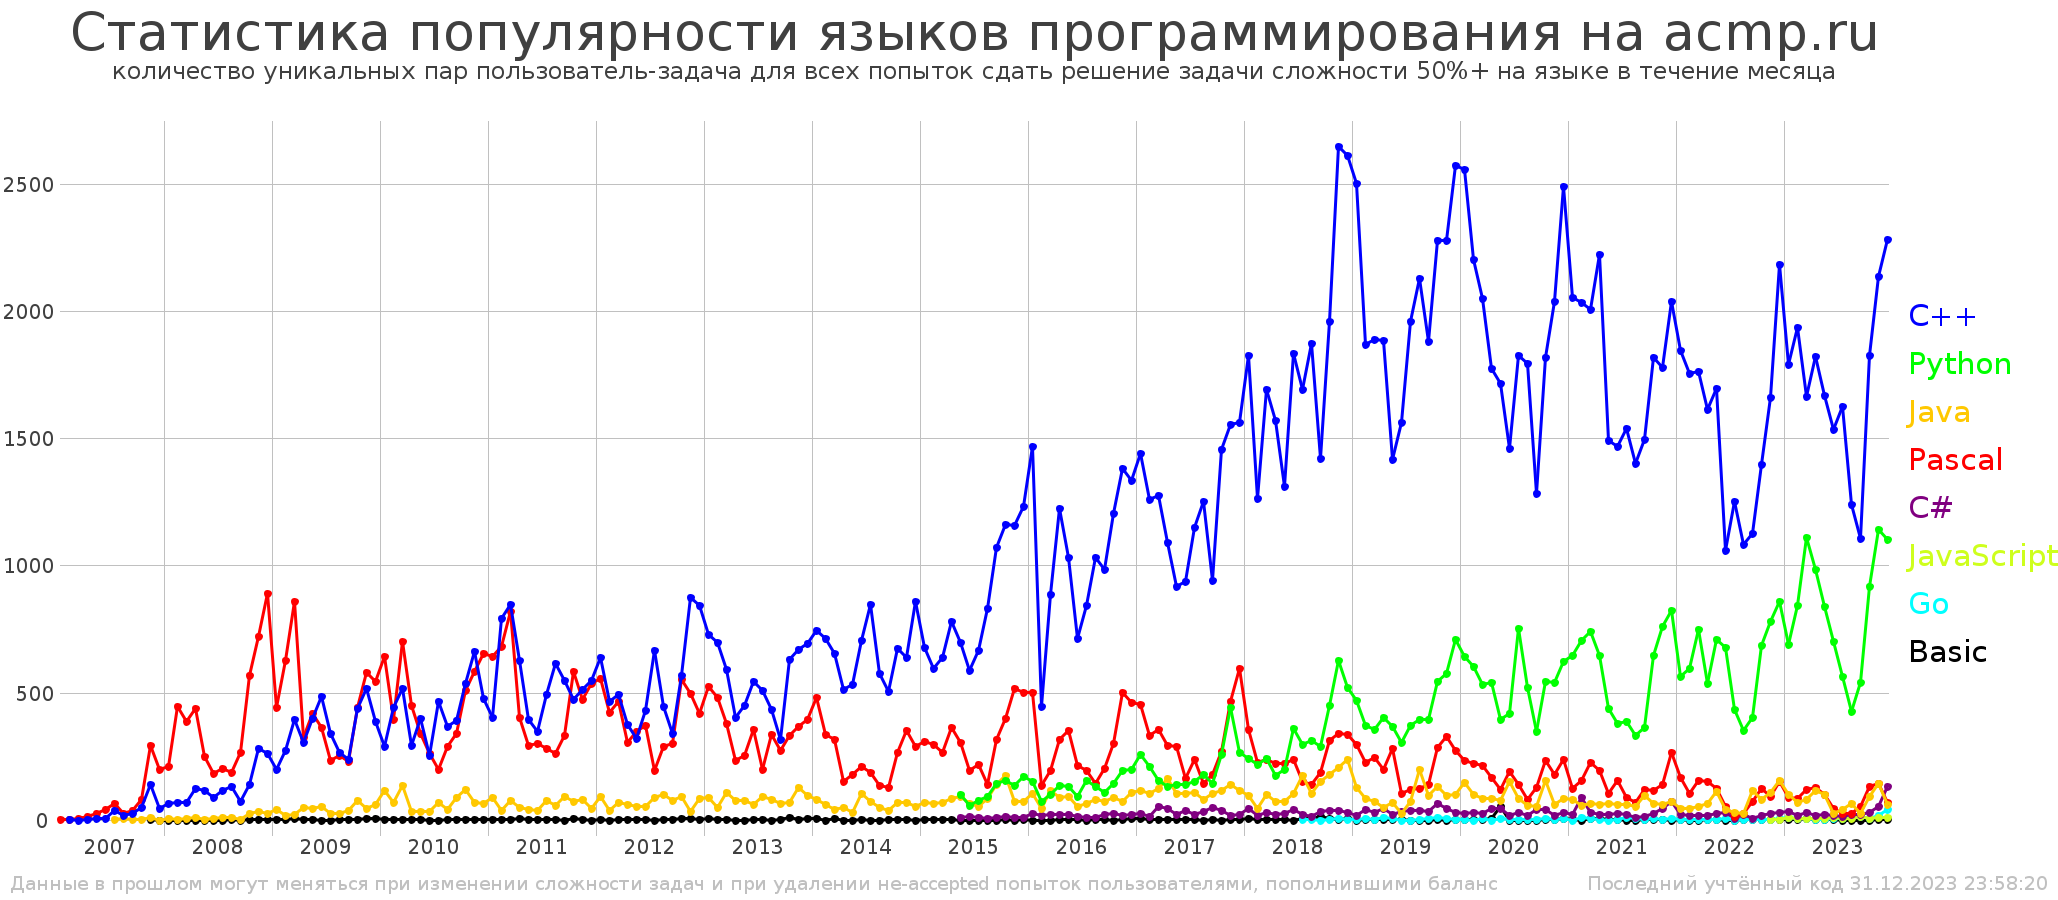 Статистика популярности языков программирования на acmp.ru
количество уникальных пар пользователь-задача для всех попыток сдать решение задачи сложности 50%+ на языке в течение месяца
2500
2000
1500
1000
500
0
C++
Python
Java
Pascal
C#
JavaScript
Go
Basic
2007 2008 2009 2010 2011 2012 2013 2014 2015 2016 2017 2018 2019 2020 2021 2022 2023
Данные в прошлом могут меняться при изменении сложности задач и при удалении не-accepted попыток пользователями, пополнившими баланс
Последний учтённый код 31.12.2023 23:58:20